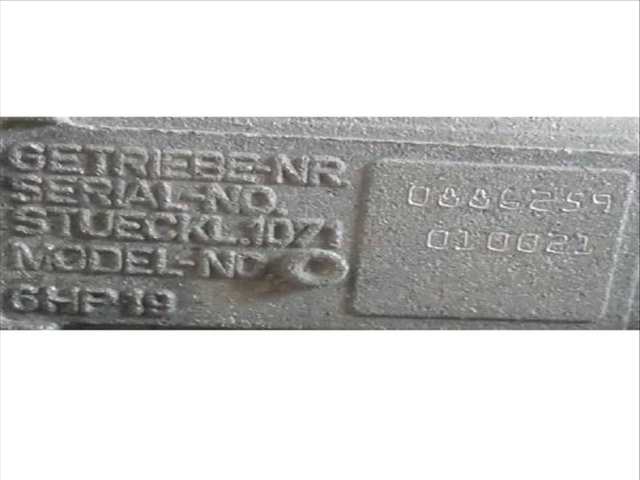 GETRIEBE-NR.
SERIAL-NO.
STUECKL.1071
MODEL-NO
6HP19
0886259
010021